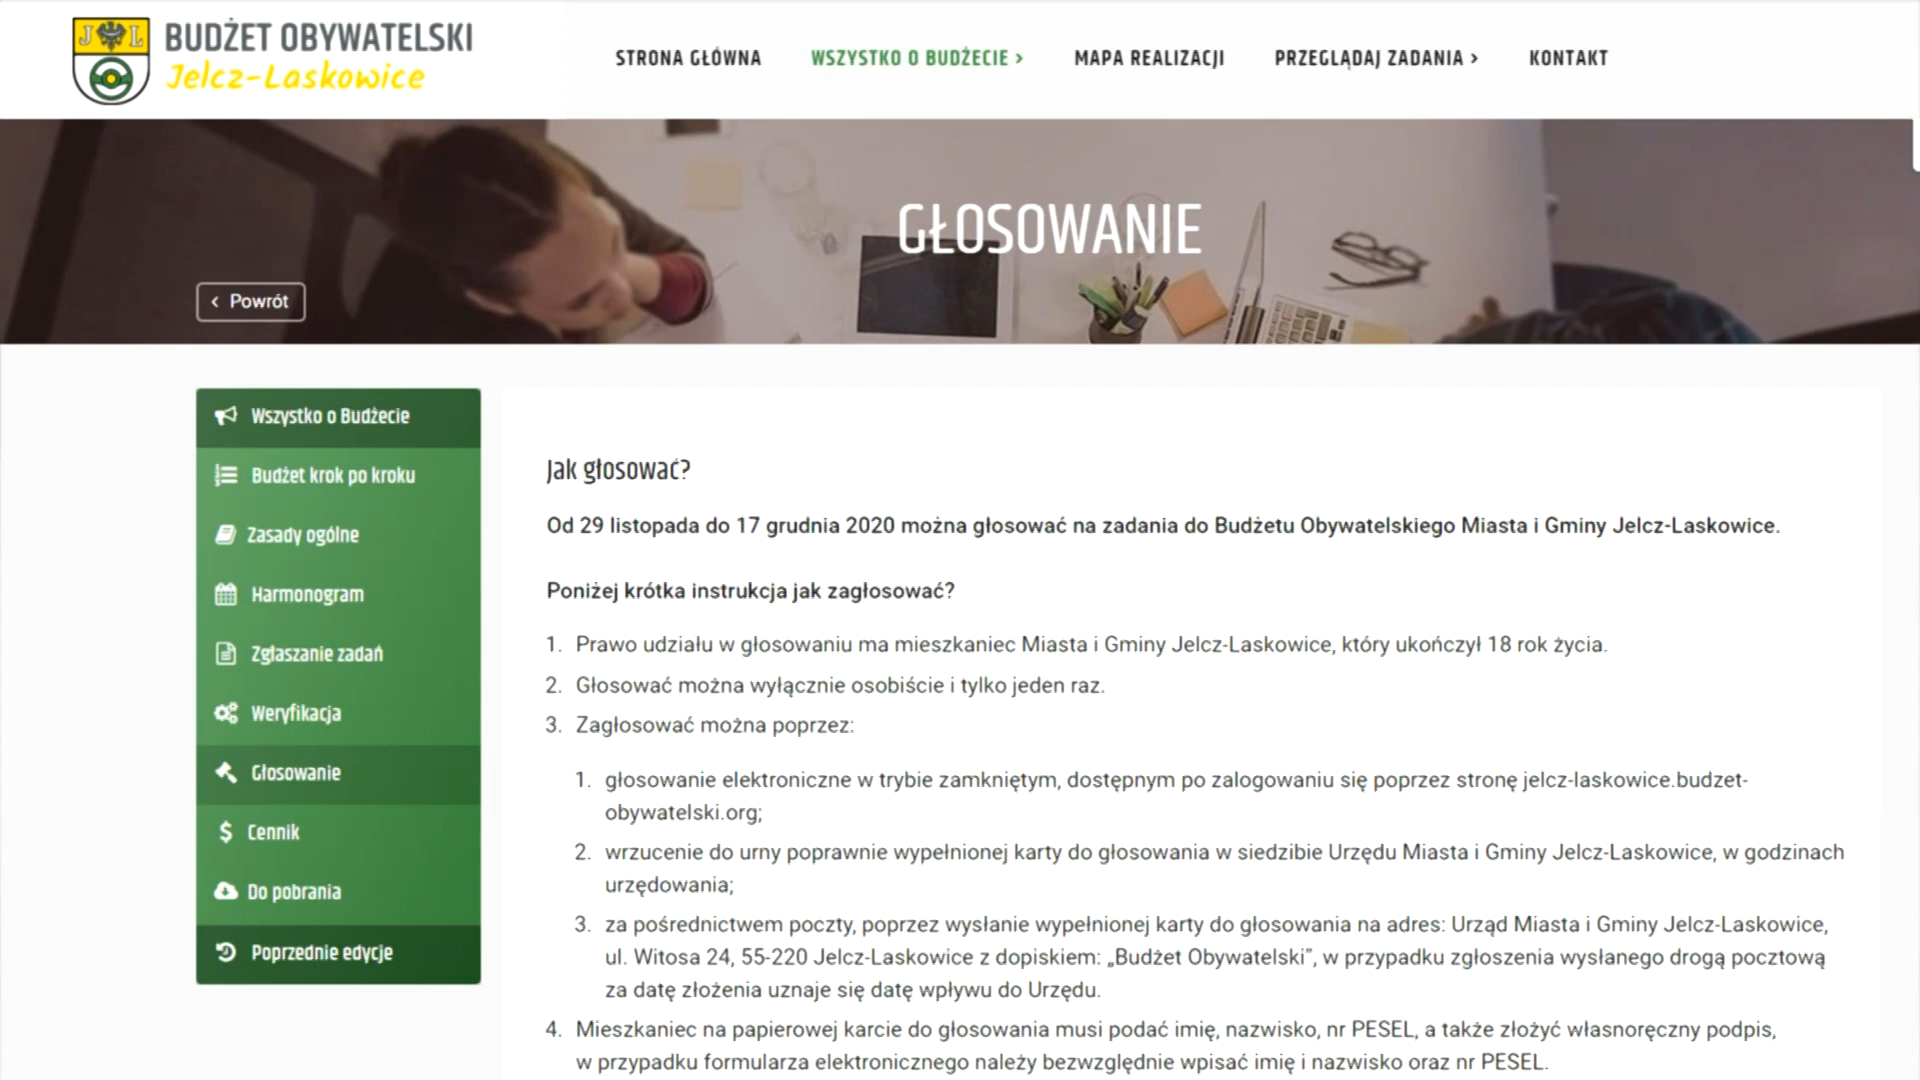 J L
BUDŻET OBYWATELSKI
Jelcz-Laskowice
STRONA GŁÓWNA
WSZYSTKO O BUDŻECIE ›
MAPA REALIZACJI
PRZEGLĄDAJ ZADANIA ›
KONTAKT
GŁOSOWANIE
‹ Powrót
Wszystko o Budżecie
Budżet krok po kroku
Zasady ogólne
Harmonogram
Zgłaszanie zadań
Weryfikacja
Głosowanie
Cennik
Do pobrania
Poprzednie edycje
Jak głosować?
Od 29 listopada do 17 grudnia 2020 można głosować na zadania do Budżetu Obywatelskiego Miasta i Gminy Jelcz-Laskowice.
Poniżej krótka instrukcja jak zagłosować?
1. Prawo udziału w głosowaniu ma mieszkaniec Miasta i Gminy Jelcz-Laskowice, który ukończył 18 rok życia.
2. Głosować można wyłącznie osobiście i tylko jeden raz.
3. Zagłosować można poprzez:
1. głosowanie elektroniczne w trybie zamkniętym, dostępnym po zalogowaniu się poprzez stronę jelcz-laskowice.budzet-
obywatelski.org;
2. wrzucenie do urny poprawnie wypełnionej karty do głosowania w siedzibie Urzędu Miasta i Gminy Jelcz-Laskowice, w godzinach
urzędowania;
3. za pośrednictwem poczty, poprzez wysłanie wypełnionej karty do głosowania na adres: Urząd Miasta i Gminy Jelcz-Laskowice,
ul. Witosa 24, 55-220 Jelcz-Laskowice z dopiskiem: „Budżet Obywatelski”, w przypadku zgłoszenia wysłanego drogą pocztową
za datę złożenia uznaje się datę wpływu do Urzędu.
4. Mieszkaniec na papierowej karcie do głosowania musi podać imię, nazwisko, nr PESEL, a także złożyć własnoręczny podpis,
w przypadku formularza elektronicznego należy bezwzględnie wpisać imię i nazwisko oraz nr PESEL.